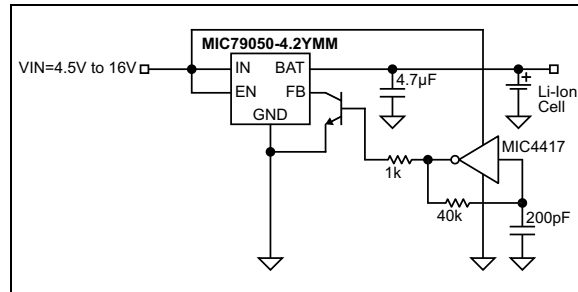 MIC79050-4.2YMM
VIN=4.5V to 16V
IN
BAT
EN
FB
GND
4.7µF
Li-Ion
Cell
+
MIC4417
1k
40k
200pF